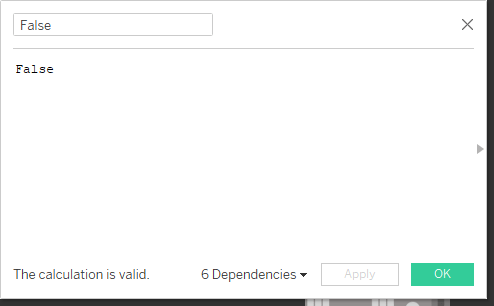 False
False
The calculation is valid.
6 Dependencies
Apply
OK